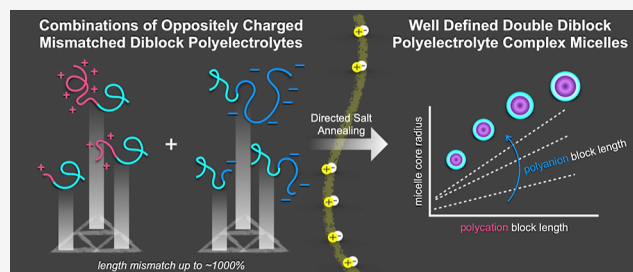 Combinations of Oppositely Charged
Mismatched Diblock Polyelectrolytes
Well Defined Double Diblock
Polyelectrolyte Complex Micelles
+
Directed Salt
Annealing
length mismatch up to ~1000%
micelle core radius
polyanion block length
polycation block length